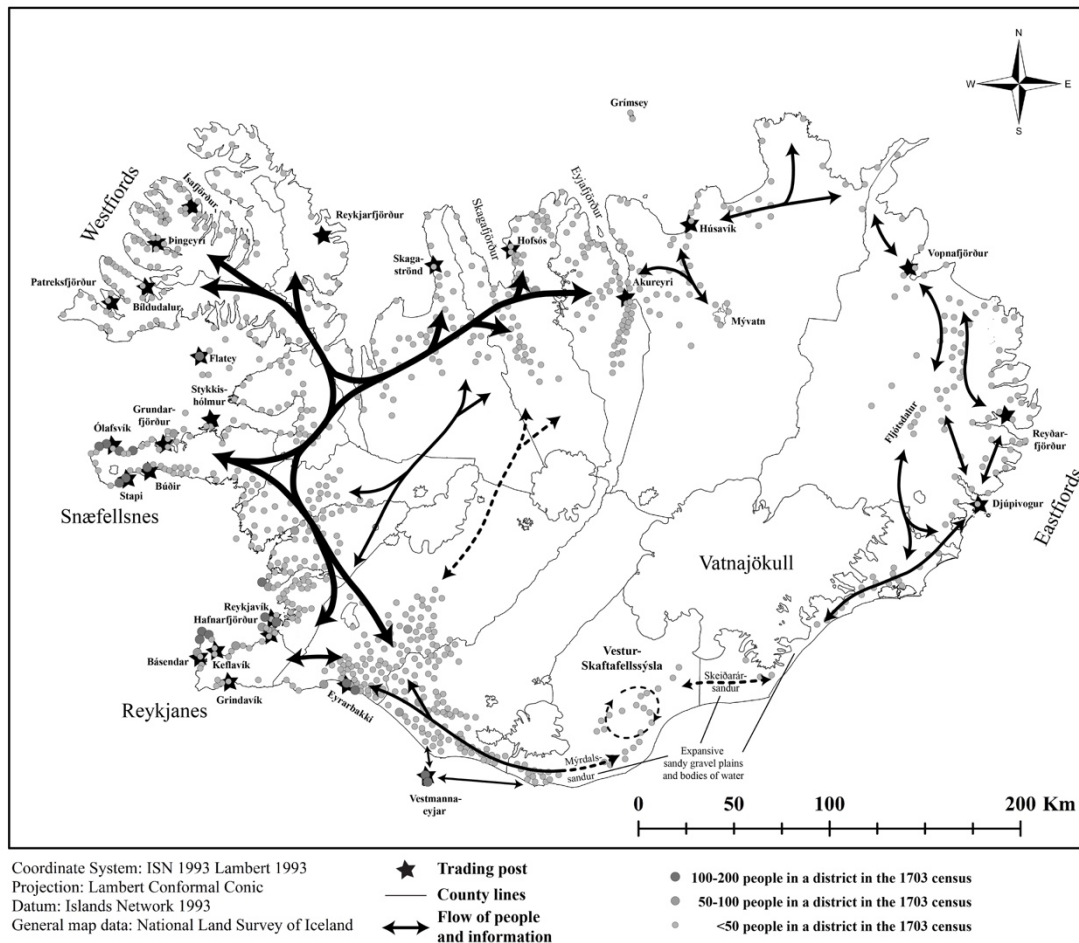 N
W
E
S
Grímsey
Westfjords
Ísafjörður
Þingeyri
Patreksfjörður
Bíldudalur
Reykjarfjörður
Skaga-
strönd
Skagafjörður
Hofsós
Eyjafjörður
Akureyri
Húsavík
Mývatn
Vopnafjörður
Flatey
Stykkis-
hólmur
Grundar-
fjörður
Ólafsvík
Stapi
Búðir
Snæfellsnes
Fljótsdalur
Reyðar-
fjörður
Djúpivogur
Eastfjords
Vatnajökull
Reykjavík
Hafnarfjörður
Básendar
Keflavík
Grindavík
Reykjanes
Eyrarbakki
Vestur-
Skaftafellssýsla
Skeiðarár-
sandur
Mýrdals-
sandur
Expansive
sandy gravel plains
and bodies of water
Vestmanna-
eyjar
0 50 100 200 Km
Coordinate System: ISN 1993 Lambert 1993
Projection: Lambert Conformal Conic
Datum: Islands Network 1993
General map data: National Land Survey of Iceland
Trading post
County lines
Flow of people
and information
100-200 people in a district in the 1703 census
50-100 people in a district in the 1703 census
<50 people in a district in the 1703 census